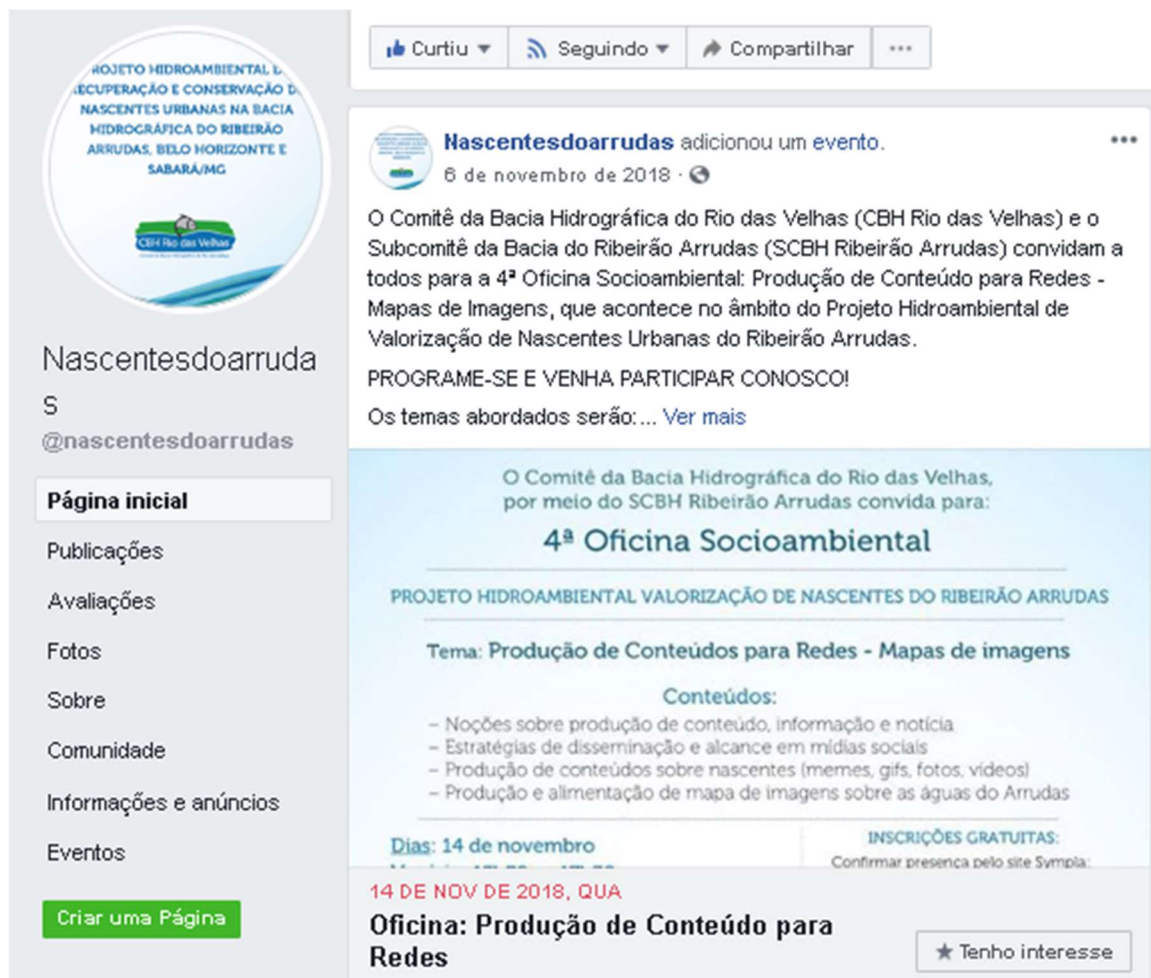 ROJETO HIDROAMBIENTAL D
ECUPERAÇÃO E CONSERVAÇÃO D
NASCENTES URBANAS NA BACIA
HIDROGRÁFICA DO RIBEIRÃO
ARRUDAS, BELO HORIZONTE E
SABARÁ/MG
CBH Rio das Velhas
Nascentesdoarruda
s
@nascentesdoarrudas
Página inicial
Publicações
Avaliações
Fotos
Sobre
Comunidade
Informações e anúncios
Eventos
Criar uma Página
Curtiu Seguindo Compartilhar
Nascentesdoarrudas adicionou um evento.
6 de novembro de 2018 ·
O Comitê da Bacia Hidrográfica do Rio das Velhas (CBH Rio das Velhas) e o
Subcomitê da Bacia do Ribeirão Arrudas (SCBH Ribeirão Arrudas) convidam a
todos para a 4ª Oficina Socioambiental: Produção de Conteúdo para Redes -
Mapas de Imagens, que acontece no âmbito do Projeto Hidroambiental de
Valorização de Nascentes Urbanas do Ribeirão Arrudas.
PROGRAME-SE E VENHA PARTICIPAR CONOSCO!
Os temas abordados serão:... Ver mais
O Comitê da Bacia Hidrográfica do Rio das Velhas,
por meio do SCBH Ribeirão Arrudas convida para:
4ª Oficina Socioambiental
PROJETO HIDROAMBIENTAL VALORIZAÇÃO DE NASCENTES DO RIBEIRÃO ARRUDAS
Tema: Produção de Conteúdos para Redes - Mapas de imagens
Conteúdos:
– Noções sobre produção de conteúdo, informação e notícia
– Estratégias de disseminação e alcance em mídias sociais
– Produção de conteúdos sobre nascentes (memes, gifs, fotos, vídeos)
– Produção e alimentação de mapa de imagens sobre as águas do Arrudas
Dias: 14 de novembro
INSCRIÇÕES GRATUITAS:
Confirmar presença pelo site Sympla:
14 DE NOV DE 2018, QUA
Oficina: Produção de Conteúdo para
Redes
Tenho interesse